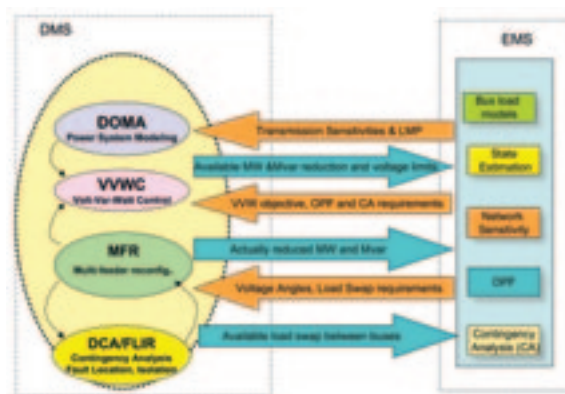 DMS
EMS
DOMA
Power System Modeling
VVWC
Volt-Var-Watt Control
MFR
Multi-feeder reconfig.
DCA/FLIR
Contingency Analysis
Fault Location, Isolation
Transmission Sensitivities & LMP
Available MW &Mvar reduction and voltage limits
VVW objective, OPF and CA requirements
Actually reduced MW and Mvar
Voltage Angles, Load Swap requirements
Available load swap between buses
Bus load
models
State
Estimation
Network
Sensitivity
OPF
Contingency
Analysis (CA)